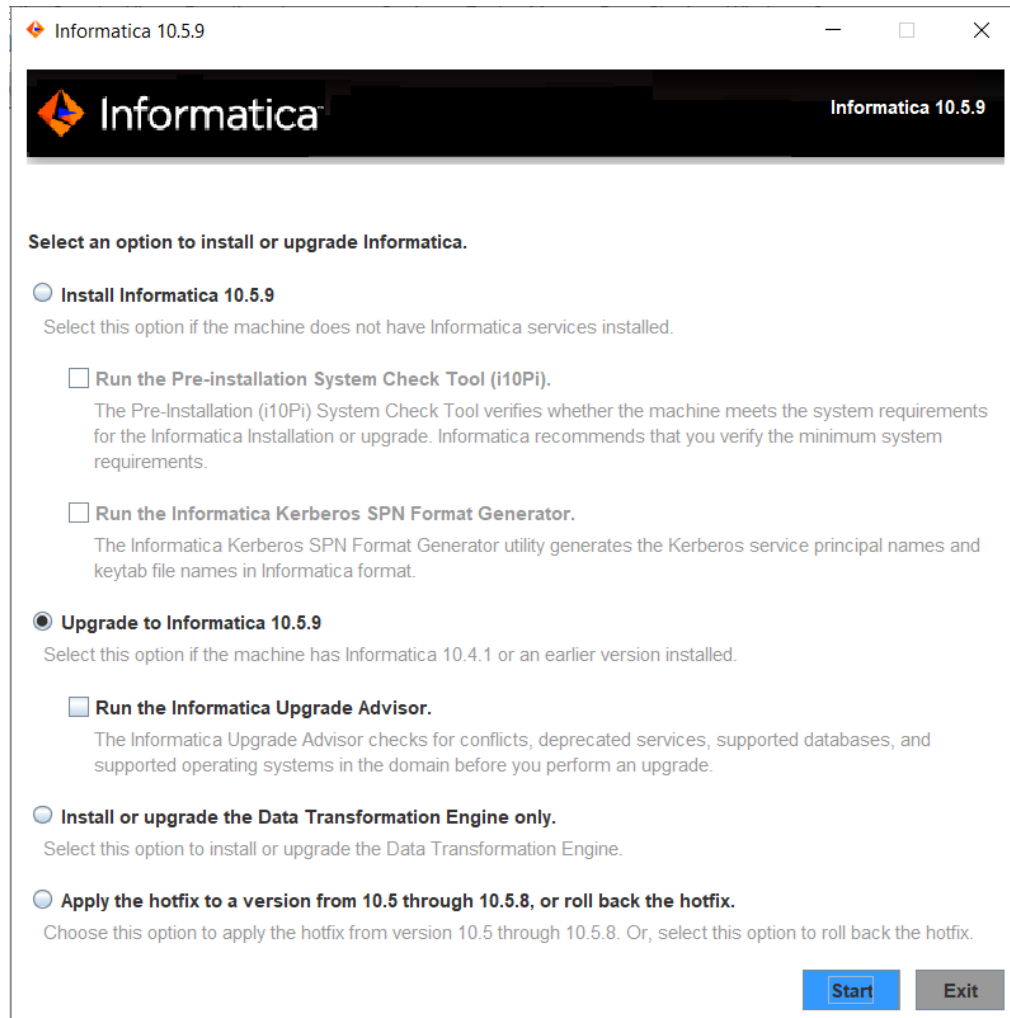 Informatica 10.5.9
Informatica
Informatica 10.5.9
Select an option to install or upgrade Informatica.
Install Informatica 10.5.9
Select this option if the machine does not have Informatica services installed.
Run the Pre-installation System Check Tool (i10Pi).
The Pre-Installation (i10Pi) System Check Tool verifies whether the machine meets the system requirements
for the Informatica Installation or upgrade. Informatica recommends that you verify the minimum system
requirements.
Run the Informatica Kerberos SPN Format Generator.
The Informatica Kerberos SPN Format Generator utility generates the Kerberos service principal names and
keytab file names in Informatica format.
Upgrade to Informatica 10.5.9
Select this option if the machine has Informatica 10.4.1 or an earlier version installed.
Run the Informatica Upgrade Advisor.
The Informatica Upgrade Advisor checks for conflicts, deprecated services, supported databases, and
supported operating systems in the domain before you perform an upgrade.
Install or upgrade the Data Transformation Engine only.
Select this option to install or upgrade the Data Transformation Engine.
Apply the hotfix to a version from 10.5 through 10.5.8, or roll back the hotfix.
Choose this option to apply the hotfix from version 10.5 through 10.5.8. Or, select this option to roll back the hotfix.
Start Exit